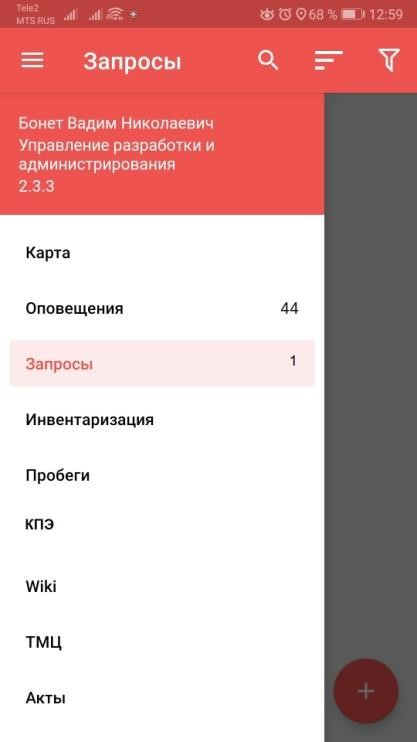 Tele2
MTS RUS
68 %
12:59
Запросы
Бонет Вадим Николаевич
Управление разработки и
администрирования
2.3.3
Карта
Оповещения 44
Запросы 1
Инвентаризация
Пробеги
КПЭ
Wiki
ТМЦ
Акты